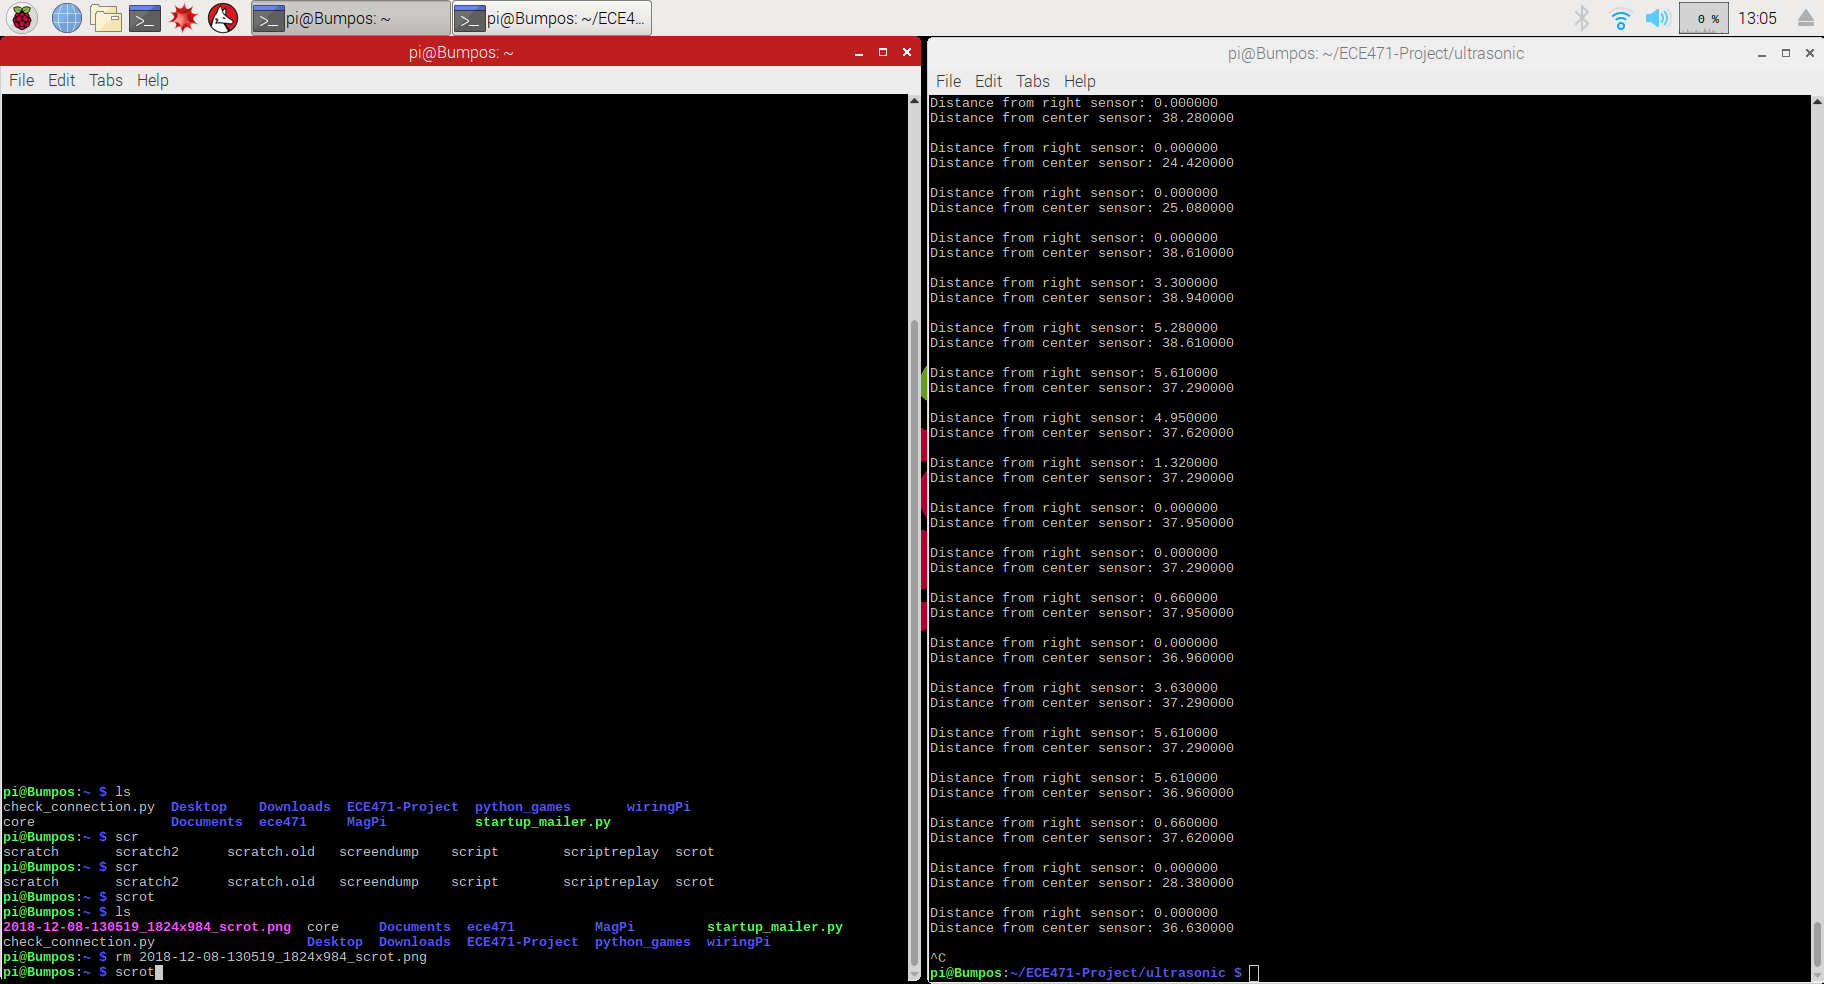 pi@Bumpos: ~
pi@Bumpos: ~/ECE4...
0 %
13:05
pi@Bumpos: ~
File Edit Tabs Help
pi@Bumpos:~ $ ls
check_connection.py  Desktop    Downloads  ECE471-Project  python_games       wiringPi
core                 Documents  ece471     MagPi           startup_mailer.py
pi@Bumpos:~ $ scr
scratch       scratch2      scratch.old   screendump    script        scriptreplay  scrot
pi@Bumpos:~ $ scr
scratch       scratch2      scratch.old   screendump    script        scriptreplay  scrot
pi@Bumpos:~ $ scrot
pi@Bumpos:~ $ ls
2018-12-08-130519_1824x984_scrot.png  core     Documents  ece471          MagPi         startup_mailer.py
check_connection.py                   Desktop  Downloads  ECE471-Project  python_games  wiringPi
pi@Bumpos:~ $ rm 2018-12-08-130519_1824x984_scrot.png
pi@Bumpos:~ $ scrot
pi@Bumpos: ~/ECE471-Project/ultrasonic
File Edit Tabs Help
Distance from right sensor: 0.000000
Distance from center sensor: 38.280000
Distance from right sensor: 0.000000
Distance from center sensor: 24.420000
Distance from right sensor: 0.000000
Distance from center sensor: 25.080000
Distance from right sensor: 0.000000
Distance from center sensor: 38.610000
Distance from right sensor: 3.300000
Distance from center sensor: 38.940000
Distance from right sensor: 5.280000
Distance from center sensor: 38.610000
Distance from right sensor: 5.610000
Distance from center sensor: 37.290000
Distance from right sensor: 4.950000
Distance from center sensor: 37.620000
Distance from right sensor: 1.320000
Distance from center sensor: 37.290000
Distance from right sensor: 0.000000
Distance from center sensor: 37.950000
Distance from right sensor: 0.000000
Distance from center sensor: 37.290000
Distance from right sensor: 0.660000
Distance from center sensor: 37.950000
Distance from right sensor: 0.000000
Distance from center sensor: 36.960000
Distance from right sensor: 3.630000
Distance from center sensor: 37.290000
Distance from right sensor: 5.610000
Distance from center sensor: 37.290000
Distance from right sensor: 5.610000
Distance from center sensor: 36.960000
Distance from right sensor: 0.660000
Distance from center sensor: 37.620000
Distance from right sensor: 0.000000
Distance from center sensor: 28.380000
Distance from right sensor: 0.000000
Distance from center sensor: 36.630000
^C
pi@Bumpos:~/ECE471-Project/ultrasonic $